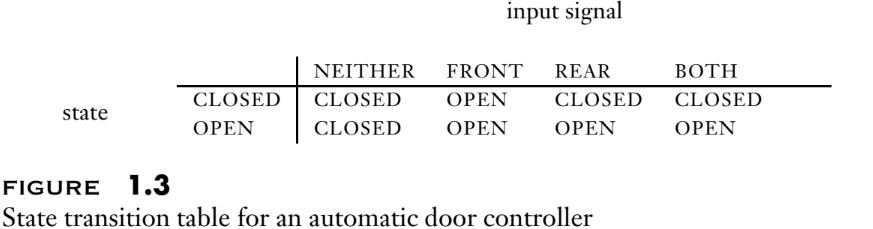 input signal
NEITHER FRONT REAR BOTH
CLOSED CLOSED OPEN CLOSED CLOSED
state
OPEN CLOSED OPEN OPEN OPEN
FIGURE 1.3
State transition table for an automatic door controller